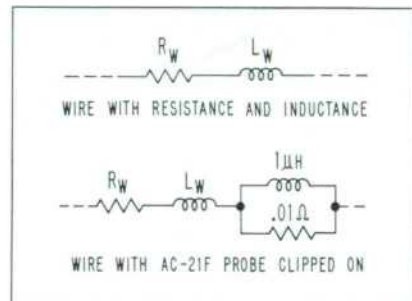 R_W L_W
WIRE WITH RESISTANCE AND INDUCTANCE
1μH
R_W L_W
.01Ω
WIRE WITH AC-21F PROBE CLIPPED ON